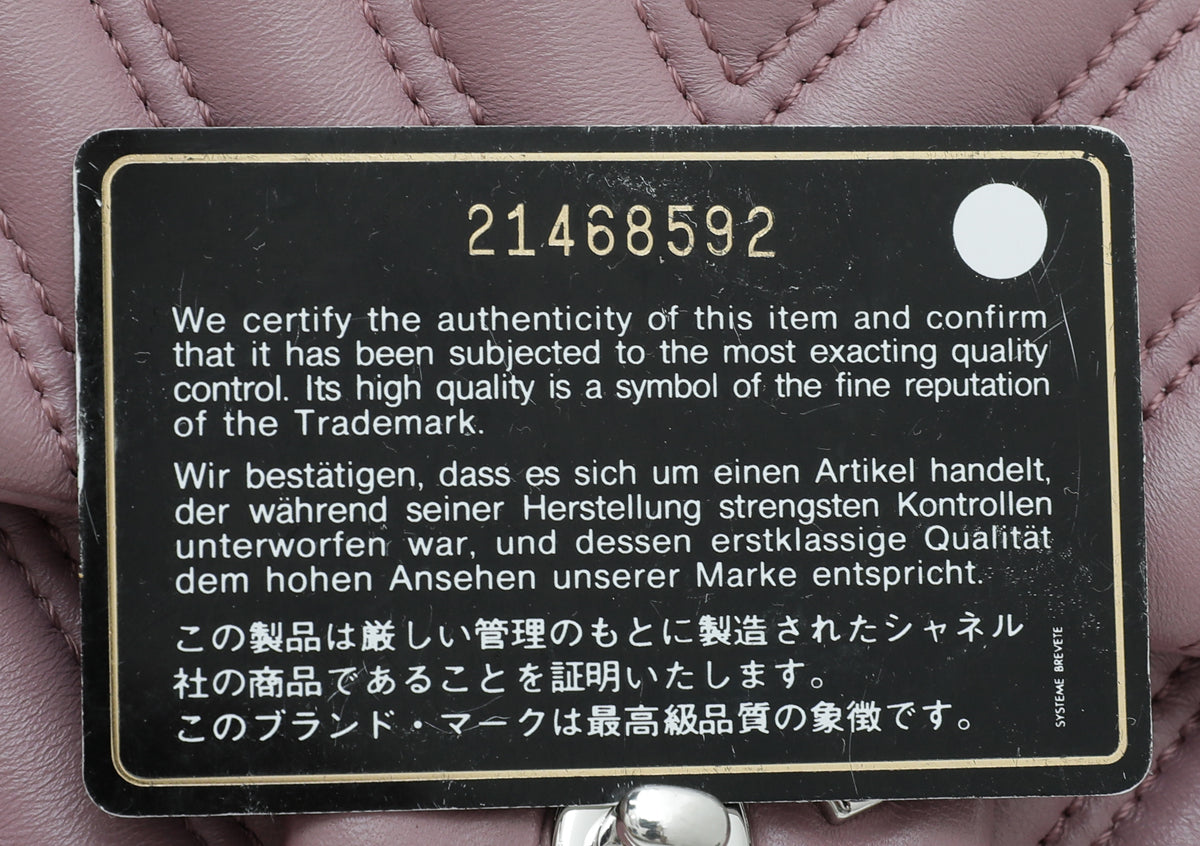 21468592
We certify the authenticity of this item and confirm
that it has been subjected to the most exacting quality
control. Its high quality is a symbol of the fine reputation
of the Trademark.
Wir bestätigen, dass es sich um einen Artikel handelt,
der während seiner Herstellung strengsten Kontrollen
unterworfen war, und dessen erstklassige Qualität
dem hohen Ansehen unserer Marke entspricht.
この製品は厳しい管理のもとに製造されたシャネル
社の商品であることを証明いたします。
このブランド・マークは最高級品質の象徴です。
SYSTEME BREVETE